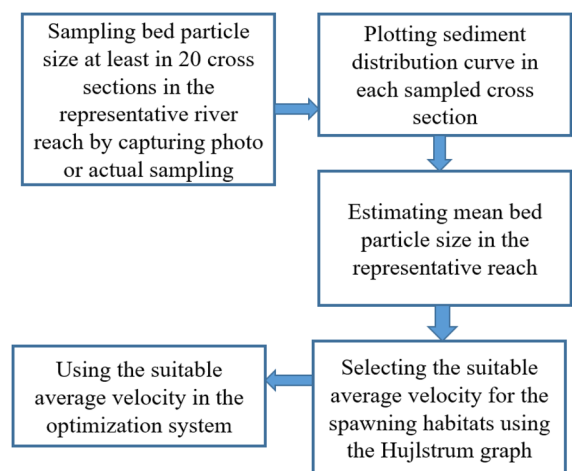 Sampling bed particle
size at least in 20 cross
sections in the
representative river
reach by capturing photo
or actual sampling
Plotting sediment
distribution curve in
each sampled cross
section
Estimating mean bed
particle size in the
representative reach
Selecting the suitable
average velocity for the
spawning habitats using
the Hujlstrum graph
Using the suitable
average velocity in the
optimization system